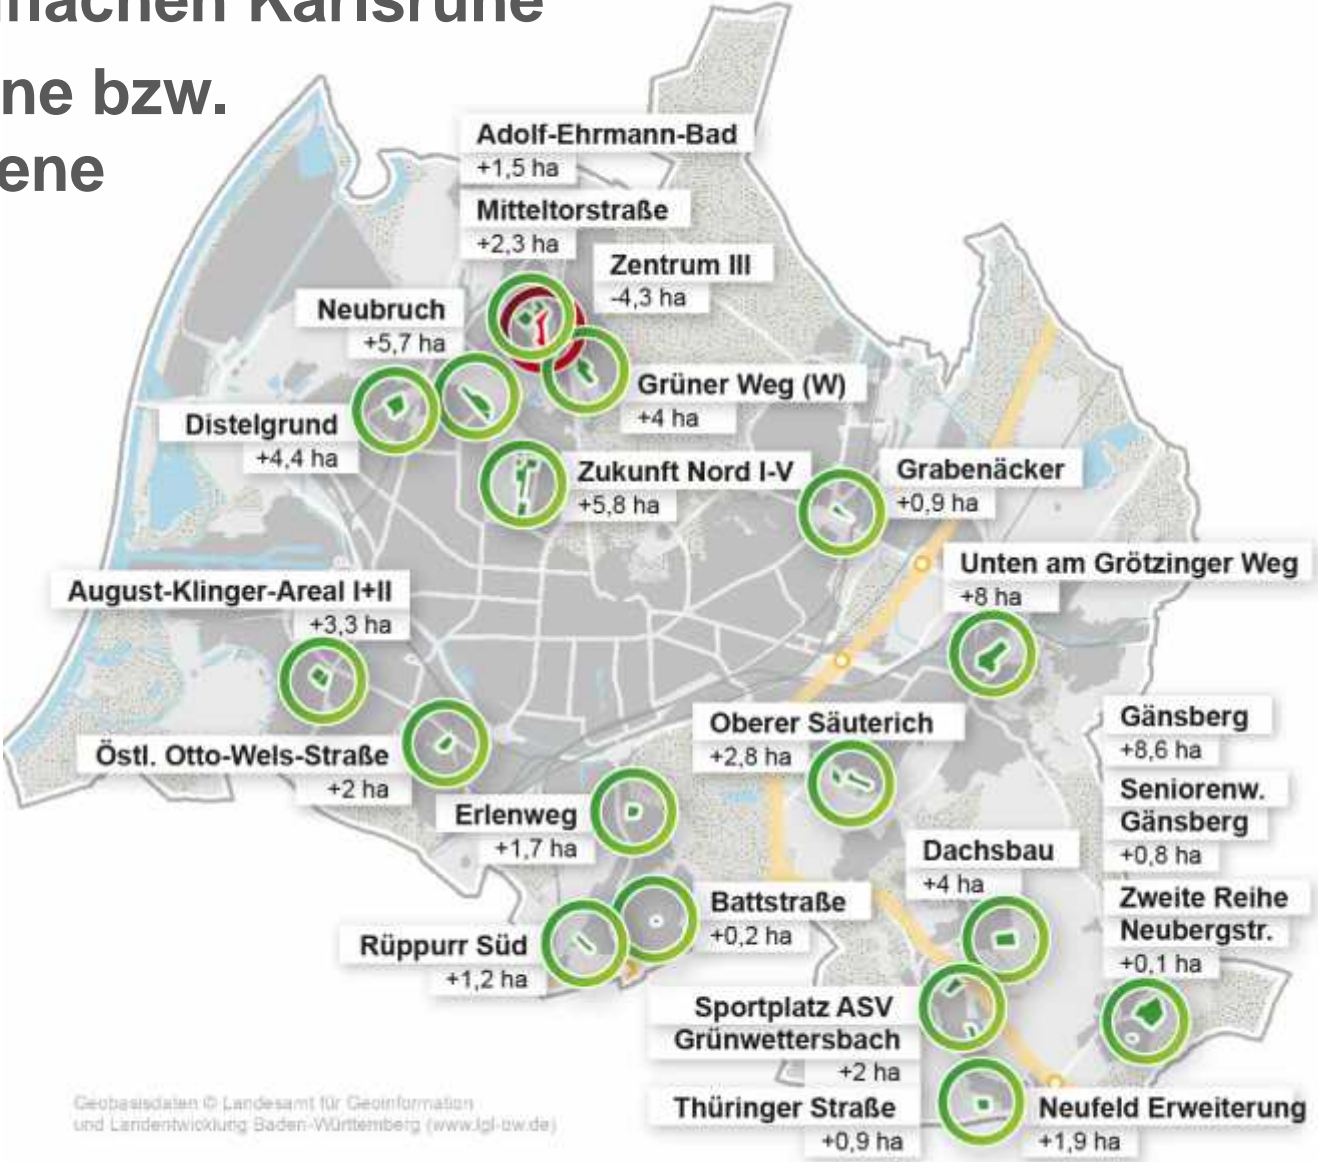 machen Karlsruhe
ne bzw.
ene
Adolf-Ehrmann-Bad
+1,5 ha
Mitteltorstraße
+2,3 ha
Zentrum III
-4,3 ha
Neubruch
+5,7 ha
Grüner Weg (W)
+4 ha
Distelgrund
+4,4 ha
Zukunft Nord I-V
+5,8 ha
Grabenäcker
+0,9 ha
Unten am Grötzinger Weg
+8 ha
August-Klinger-Areal I+II
+3,3 ha
Östl. Otto-Wels-Straße
+2 ha
Oberer Säuterich
+2,8 ha
Gänsberg
+8,6 ha
Seniorenw.
Gänsberg
+0,8 ha
Erlenweg
+1,7 ha
Dachsbau
+4 ha
Zweite Reihe
Neubergstr.
+0,1 ha
Battstraße
+0,2 ha
Rüppurr Süd
+1,2 ha
Sportplatz ASV
Grünwettersbach
+2 ha
Thüringer Straße
+0,9 ha
Neufeld Erweiterung
+1,9 ha
Geobasisdaten © Landesamt für Geoinformation
und Landentwicklung Baden-Württemberg (www.lgl-bw.de)